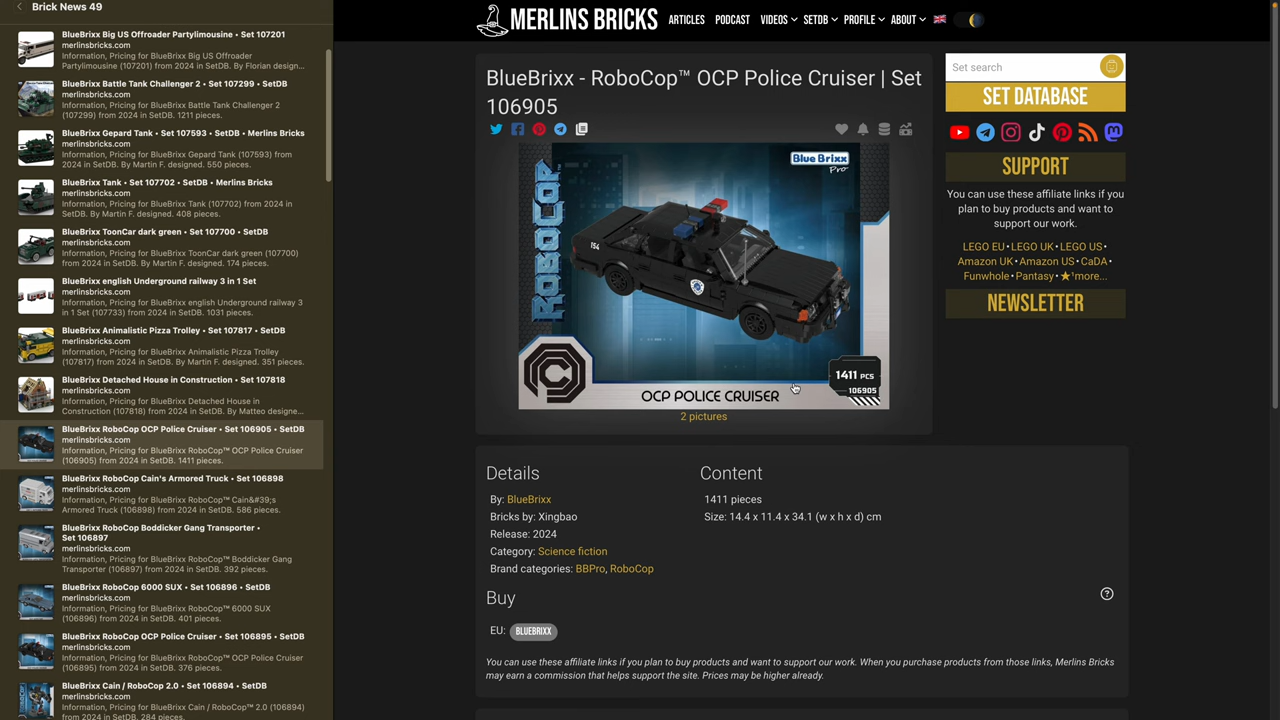 Brick News 49
BlueBrixx Big US Offroader Partylimousine • Set 107201
merlinsbricks.com
Information, Pricing for BlueBrixx Big US Offroader
Partylimousine (107201) from 2024 in SetDB. By Florian design...
BlueBrixx Battle Tank Challenger 2 • Set 107299 • SetDB
merlinsbricks.com
Information, Pricing for BlueBrixx Battle Tank Challenger 2
(107299) from 2024 in SetDB. 1211 pieces.
BlueBrixx Gepard Tank • Set 107593 • SetDB • Merlins Bricks
merlinsbricks.com
Information, Pricing for BlueBrixx Gepard Tank (107593) from
2024 in SetDB. By Martin F. designed. 550 pieces.
BlueBrixx Tank • Set 107702 • SetDB • Merlins Bricks
merlinsbricks.com
Information, Pricing for BlueBrixx Tank (107702) from 2024 in
SetDB. By Martin F. designed. 408 pieces.
BlueBrixx ToonCar dark green • Set 107700 • SetDB
merlinsbricks.com
Information, Pricing for BlueBrixx ToonCar dark green (107700)
from 2024 in SetDB. By Martin F. designed. 174 pieces.
BlueBrixx english Underground railway 3 in 1 Set
merlinsbricks.com
Information, Pricing for BlueBrixx english Underground railway 3
in 1 Set (107733) from 2024 in SetDB. 1031 pieces.
BlueBrixx Animalistic Pizza Trolley • Set 107817 • SetDB
merlinsbricks.com
Information, Pricing for BlueBrixx Animalistic Pizza Trolley
(107817) from 2024 in SetDB. By Martin F. designed. 351 pieces.
BlueBrixx Detached House in Construction • Set 107818
merlinsbricks.com
Information, Pricing for BlueBrixx Detached House in
Construction (107818) from 2024 in SetDB. By Matteo designe...
BlueBrixx RoboCop OCP Police Cruiser • Set 106905 • SetDB
merlinsbricks.com
Information, Pricing for BlueBrixx RoboCop™ OCP Police Cruiser
(106905) from 2024 in SetDB. 1411 pieces.
BlueBrixx RoboCop Cain's Armored Truck • Set 106898
merlinsbricks.com
Information, Pricing for BlueBrixx RoboCop™ Cain&#39;s
Armored Truck (106898) from 2024 in SetDB. 586 pieces.
BlueBrixx RoboCop Boddicker Gang Transporter •
Set 106897
merlinsbricks.com
Information, Pricing for BlueBrixx RoboCop™ Boddicker Gang
Transporter (106897) from 2024 in SetDB. 392 pieces.
BlueBrixx RoboCop 6000 SUX • Set 106896 • SetDB
merlinsbricks.com
Information, Pricing for BlueBrixx RoboCop™ 6000 SUX
(106896) from 2024 in SetDB. 401 pieces.
BlueBrixx RoboCop OCP Police Cruiser • Set 106895 • SetDB
merlinsbricks.com
Information, Pricing for BlueBrixx RoboCop™ OCP Police Cruiser
(106895) from 2024 in SetDB. 376 pieces.
BlueBrixx Cain / RoboCop 2.0 • Set 106894 • SetDB
merlinsbricks.com
Information, Pricing for BlueBrixx Cain / RoboCop™ 2.0 (106894)
from 2024 in SetDB. 284 pieces.
MERLINS BRICKS ARTICLES PODCAST VIDEOS SETDB PROFILE ABOUT
BlueBrixx - RoboCop™ OCP Police Cruiser | Set
106905
Blue Brixx
Pro
ROBOCOP
154
1411 PCS
106905
OCP POLICE CRUISER
2 pictures
Details
By: BlueBrixx
Bricks by: Xingbao
Release: 2024
Category: Science fiction
Brand categories: BBPro, RoboCop
Content
1411 pieces
Size: 14.4 x 11.4 x 34.1 (w x h x d) cm
Buy
EU: BLUEBRIXX
You can use these affiliate links if you plan to buy products and want to support our work. When you purchase products from those links, Merlins Bricks
may earn a commission that helps support the site. Prices may be higher already.
Set search
SET DATABASE
SUPPORT
You can use these affiliate links if you
plan to buy products and want to
support our work.
LEGO EU • LEGO UK • LEGO US •
Amazon UK • Amazon US • CaDA •
Funwhole • Pantasy • ★¹more...
NEWSLETTER